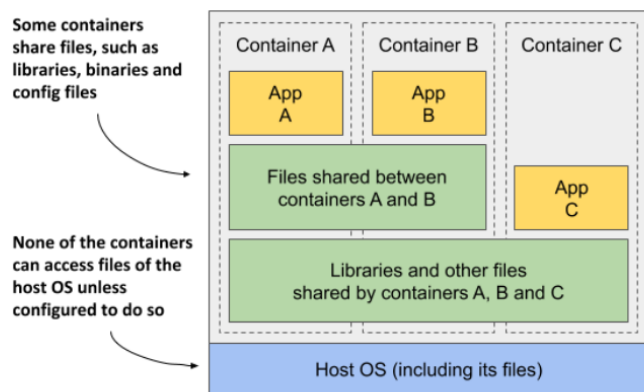 Some containers
share files, such as
libraries, binaries and
config files
None of the containers
can access files of the
host OS unless
configured to do so
Container A
Container B
Container C
App
A
App
B
Files shared between
containers A and B
App
C
Libraries and other files
shared by containers A, B and C
Host OS (including its files)